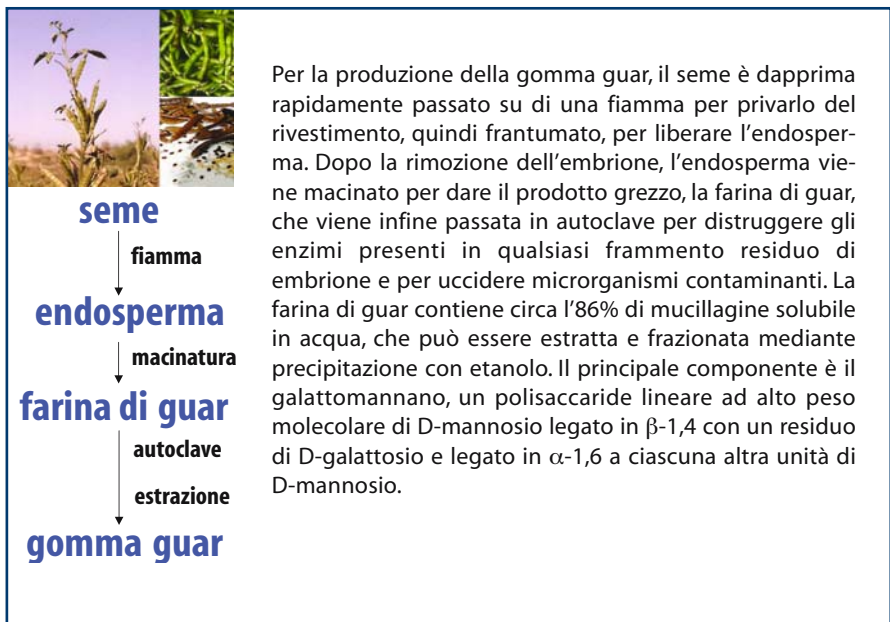 seme
fiamma
endosperma
macinatura
farina di guar
autoclave
estrazione
gomma guar
Per la produzione della gomma guar, il seme è dapprima
rapidamente passato su di una fiamma per privarlo del
rivestimento, quindi frantumato, per liberare l’endosper-
ma. Dopo la rimozione dell’embrione, l’endosperma vie-
ne macinato per dare il prodotto grezzo, la farina di guar,
che viene infine passata in autoclave per distruggere gli
enzimi presenti in qualsiasi frammento residuo di
embrione e per uccidere microrganismi contaminanti. La
farina di guar contiene circa l’86% di mucillagine solubile
in acqua, che può essere estratta e frazionata mediante
precipitazione con etanolo. Il principale componente è il
galattomannano, un polisaccaride lineare ad alto peso
molecolare di D-mannosio legato in β-1,4 con un residuo
di D-galattosio e legato in α-1,6 a ciascuna altra unità di
D-mannosio.